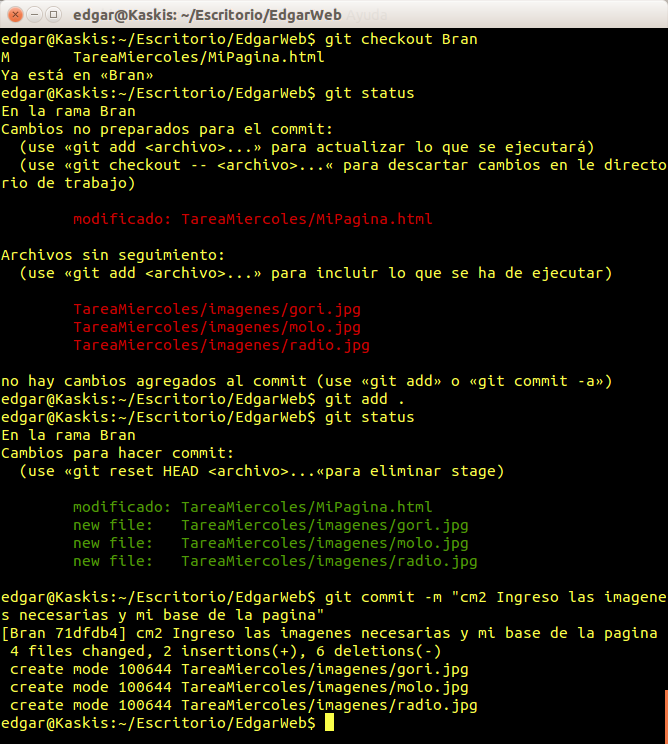 edgar@Kaskis: ~/Escritorio/EdgarWeb Ayuda
edgar@Kaskis:~/Escritorio/EdgarWeb$ git checkout Bran
M       TareaMiercoles/MiPagina.html
Ya está en «Bran»
edgar@Kaskis:~/Escritorio/EdgarWeb$ git status
En la rama Bran
Cambios no preparados para el commit:
  (use «git add <archivo>...» para actualizar lo que se ejecutará)
  (use «git checkout -- <archivo>...« para descartar cambios en le directo
rio de trabajo)
        modificado: TareaMiercoles/MiPagina.html
Archivos sin seguimiento:
  (use «git add <archivo>...» para incluir lo que se ha de ejecutar)
        TareaMiercoles/imagenes/gori.jpg
        TareaMiercoles/imagenes/molo.jpg
        TareaMiercoles/imagenes/radio.jpg
no hay cambios agregados al commit (use «git add» o «git commit -a»)
edgar@Kaskis:~/Escritorio/EdgarWeb$ git add .
edgar@Kaskis:~/Escritorio/EdgarWeb$ git status
En la rama Bran
Cambios para hacer commit:
  (use «git reset HEAD <archivo>...«para eliminar stage)
        modificado: TareaMiercoles/MiPagina.html
        new file:   TareaMiercoles/imagenes/gori.jpg
        new file:   TareaMiercoles/imagenes/molo.jpg
        new file:   TareaMiercoles/imagenes/radio.jpg
edgar@Kaskis:~/Escritorio/EdgarWeb$ git commit -m "cm2 Ingreso las imagene
s necesarias y mi base de la pagina"
[Bran 71dfdb4] cm2 Ingreso las imagenes necesarias y mi base de la pagina
 4 files changed, 2 insertions(+), 6 deletions(-)
 create mode 100644 TareaMiercoles/imagenes/gori.jpg
 create mode 100644 TareaMiercoles/imagenes/molo.jpg
 create mode 100644 TareaMiercoles/imagenes/radio.jpg
edgar@Kaskis:~/Escritorio/EdgarWeb$